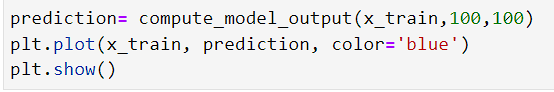 prediction= compute_model_output(x_train,100,100)
plt.plot(x_train, prediction, color='blue')
plt.show()